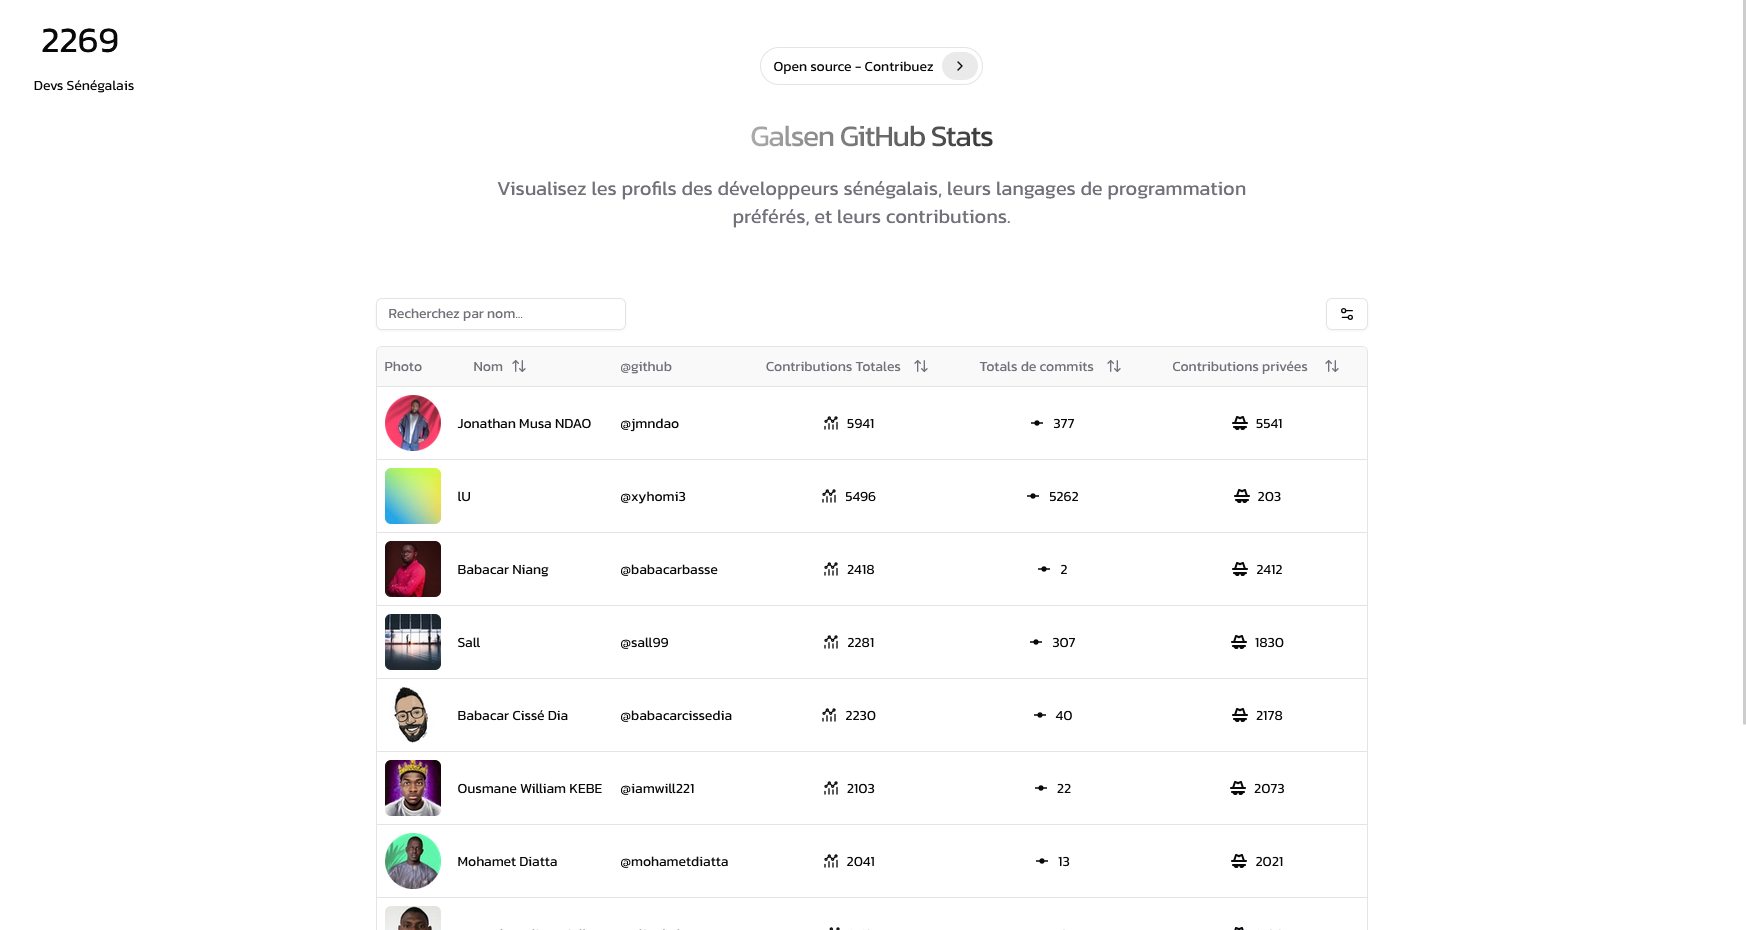 2269
Devs Sénégalais
Open source - Contribuez
Galsen GitHub Stats
Visualisez les profils des développeurs sénégalais, leurs langages de programmation
préférés, et leurs contributions.
Recherchez par nom...
Photo Nom @github Contributions Totales Totals de commits Contributions privées
Jonathan Musa NDAO @jmndao 5941 377 5541
lU @xyhomi3 5496 5262 203
Babacar Niang @babacarbasse 2418 2 2412
Sall @sall99 2281 307 1830
Babacar Cissé Dia @babacarcissedia 2230 40 2178
Ousmane William KEBE @iamwill221 2103 22 2073
Mohamet Diatta @mohametdiatta 2041 13 2021